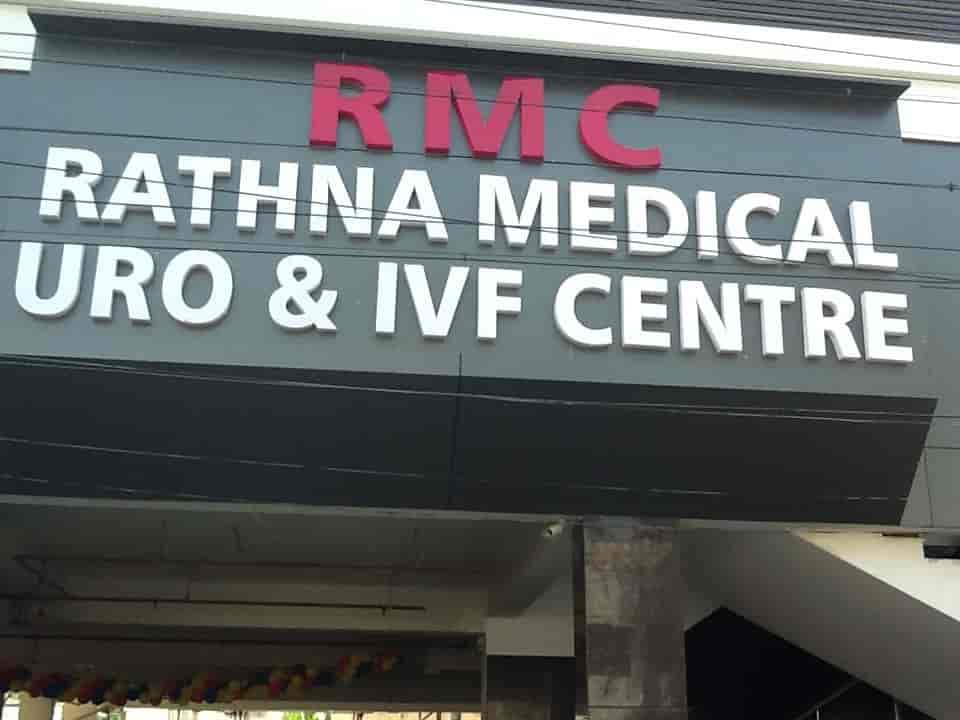 RMC
RATHNA MEDICAL
URO & IVF CENTRE